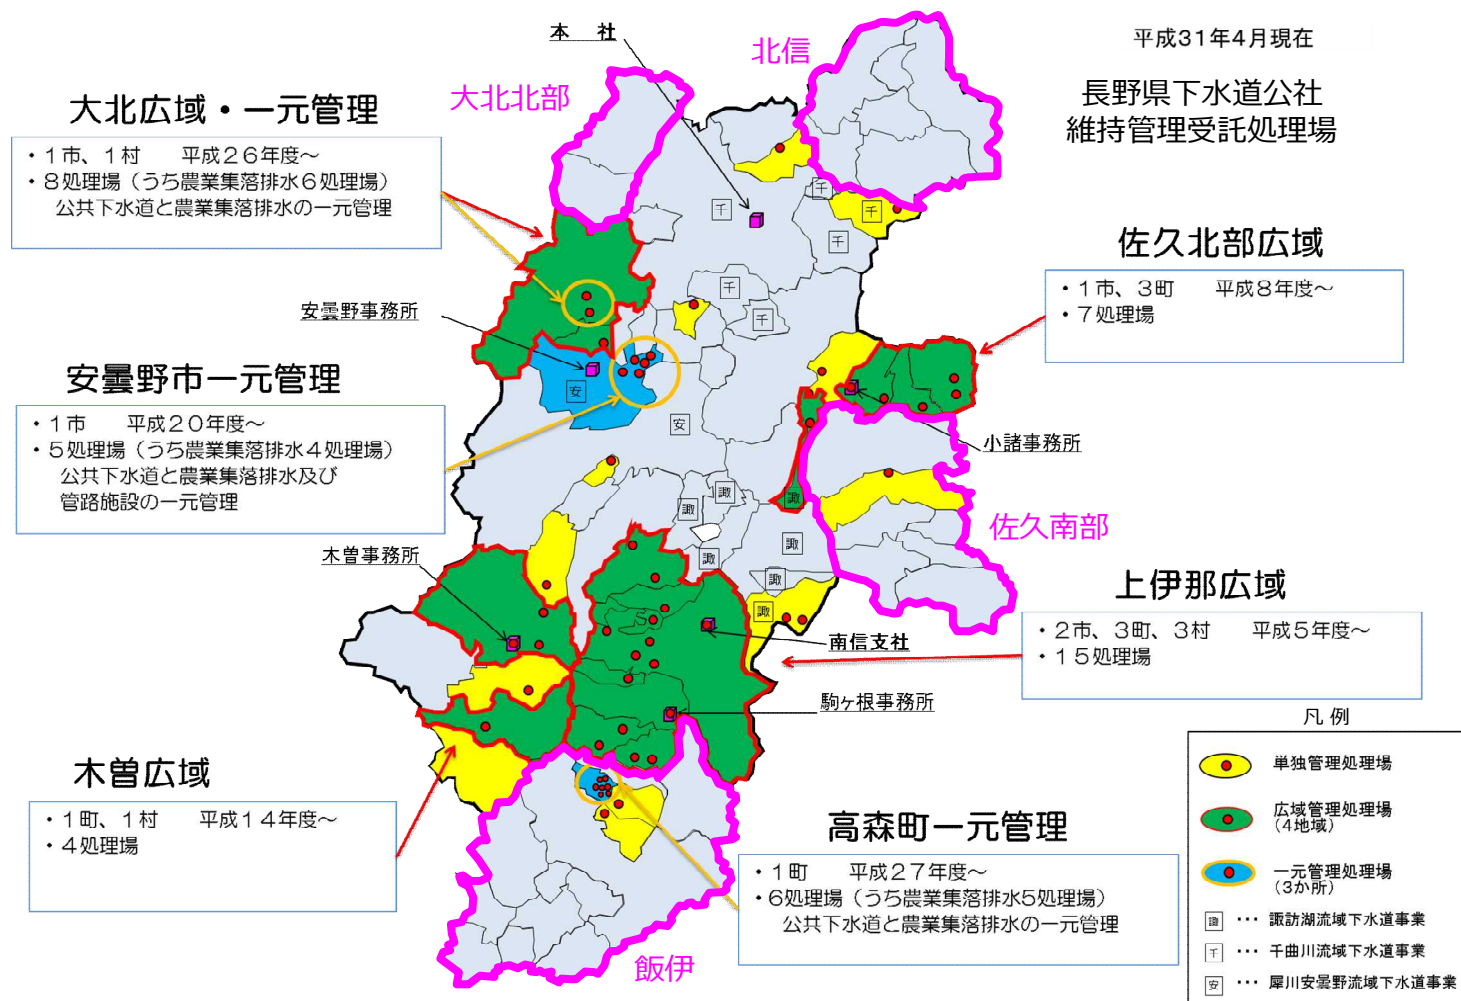 平成31年4月現在
長野県下水道公社
維持管理受託処理場
本　社
北信
大北北部
大北広域・一元管理
・１市、１村　　平成２６年度～
・８処理場（うち農業集落排水６処理場）
公共下水道と農業集落排水の一元管理
千
千
千
千
千
千
佐久北部広域
・１市、３町　　平成８年度～
・７処理場
安曇野事務所
安曇野市一元管理
・１市　　平成２０年度～
・５処理場（うち農業集落排水４処理場）
公共下水道と農業集落排水及び
管路施設の一元管理
安
安
小諸事務所
佐久南部
諏
諏
諏
諏
諏
諏
諏
木曽事務所
上伊那広域
・２市、３町、３村　　平成５年度～
・１５処理場
南信支社
駒ヶ根事務所
木曽広域
・１町、１村　　平成１４年度～
・４処理場
高森町一元管理
・１町　　平成２７年度～
・６処理場（うち農業集落排水５処理場）
公共下水道と農業集落排水の一元管理
飯伊
凡 例
単独管理処理場
広域管理処理場
（4地域）
一元管理処理場
（3か所）
諏 ･･･ 諏訪湖流域下水道事業
千 ･･･ 千曲川流域下水道事業
安 ･･･ 犀川安曇野流域下水道事業